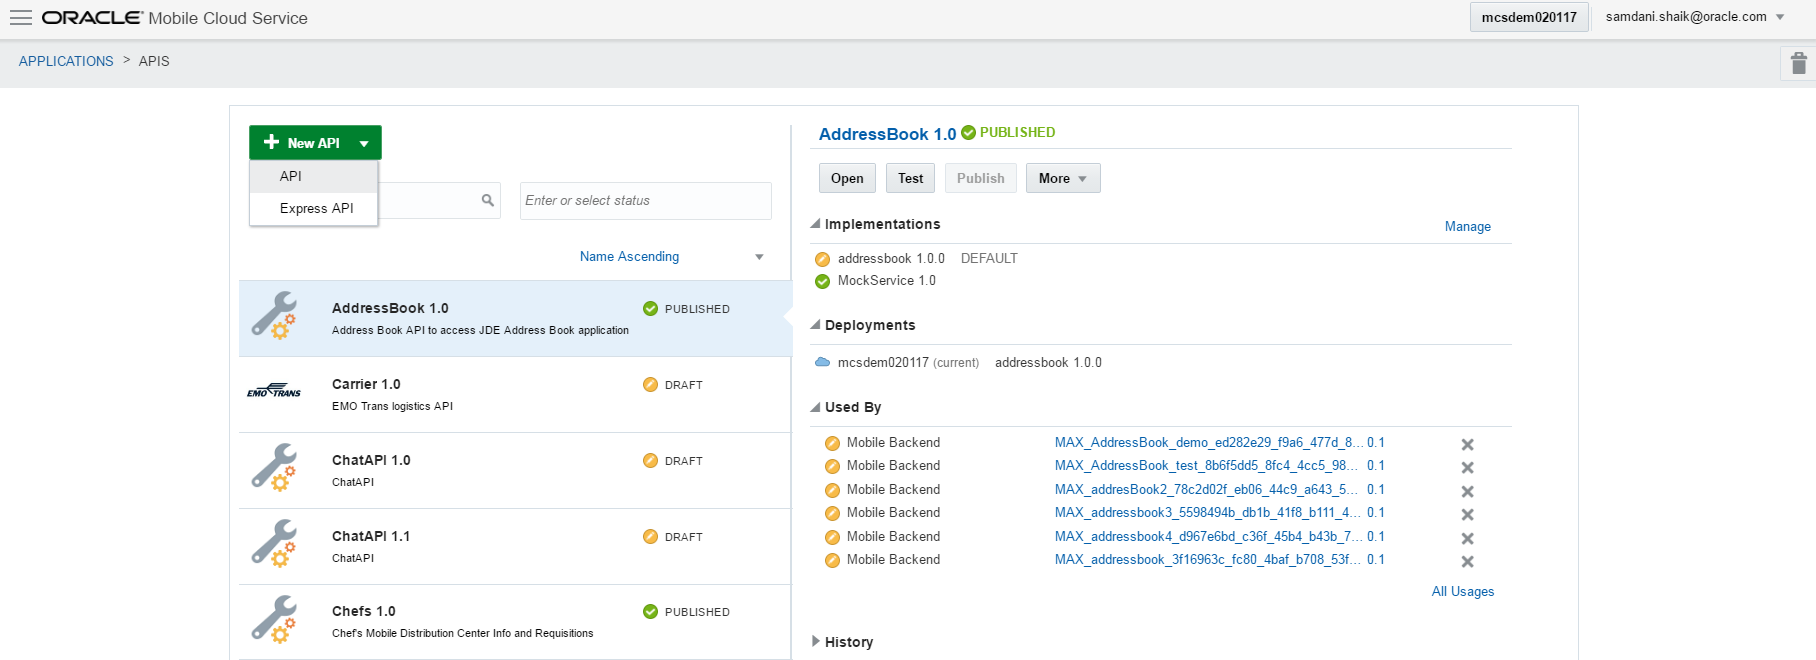 ORACLE® Mobile Cloud Service
mcsdem020117
samdani.shaik@oracle.com
APPLICATIONS > APIS
New API
API
Express API
Enter or select status
Name Ascending
AddressBook 1.0
PUBLISHED
Address Book API to access JDE Address Book application
EMO TRANS
Carrier 1.0
DRAFT
EMO Trans logistics API
ChatAPI 1.0
DRAFT
ChatAPI
ChatAPI 1.1
DRAFT
ChatAPI
Chefs 1.0
PUBLISHED
Chef's Mobile Distribution Center Info and Requisitions
AddressBook 1.0 PUBLISHED
Open Test Publish More
Implementations
Manage
addressbook 1.0.0 DEFAULT
MockService 1.0
Deployments
mcsdem020117 (current) addressbook 1.0.0
Used By
Mobile Backend MAX_AddressBook_demo_ed282e29_f9a6_477d_8... 0.1
Mobile Backend MAX_AddressBook_test_8b6f5dd5_8fc4_4cc5_98... 0.1
Mobile Backend MAX_addresBook2_78c2d02f_eb06_44c9_a643_5... 0.1
Mobile Backend MAX_addressbook3_5598494b_db1b_41f8_b111_4... 0.1
Mobile Backend MAX_addressbook4_d967e6bd_c36f_45b4_b43b_7... 0.1
Mobile Backend MAX_addressbook_3f16963c_fc80_4baf_b708_53f... 0.1
All Usages
History